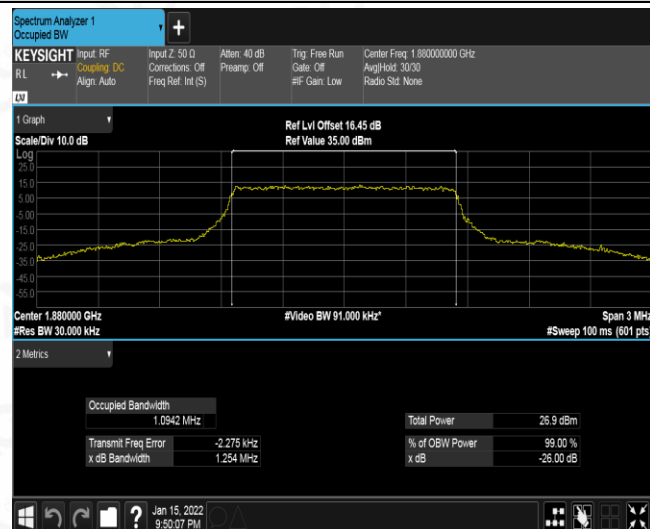 Spectrum Analyzer 1
Occupied BW
+
KEYSIGHT Input: RF Input Z: 50 Ω Atten: 40 dB Trig: Free Run Center Freq: 1.880000000 GHz
RL Coupling: DC Corrections: Off Preamp: Off Gate: Off Avg|Hold: 30/30
Align: Auto Freq Ref: Int (S) #IF Gain: Low Radio Std: None
LXI
1 Graph Ref Lvl Offset 16.45 dB
Scale/Div 10.0 dB Ref Value 35.00 dBm
Log
25.0
15.0
5.00
-5.00
-15.0
-25.0
-35.0
-45.0
-55.0
Center 1.880000 GHz #Video BW 91.000 kHz* Span 3 MHz
#Res BW 30.000 kHz #Sweep 100 ms (601 pts)
2 Metrics
Occupied Bandwidth
1.0942 MHz Total Power 26.9 dBm
Transmit Freq Error -2.275 kHz % of OBW Power 99.00 %
x dB Bandwidth 1.254 MHz x dB -26.00 dB
? Jan 15, 2022
9:50:07 PM